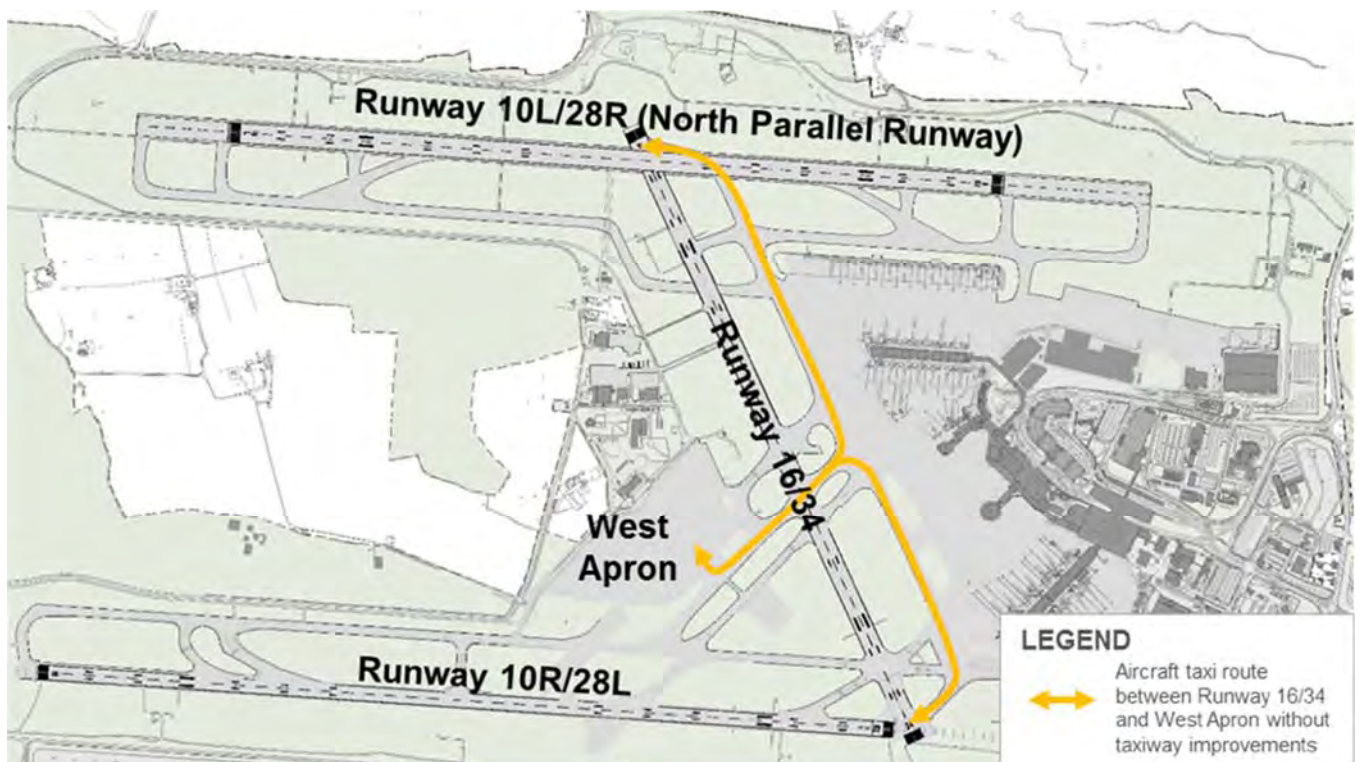 Runway 10L/28R (North Parallel Runway)
Runway 16/34
West
Apron
Runway 10R/28L
LEGEND
Aircraft taxi route
between Runway 16/34
and West Apron without
taxiway improvements